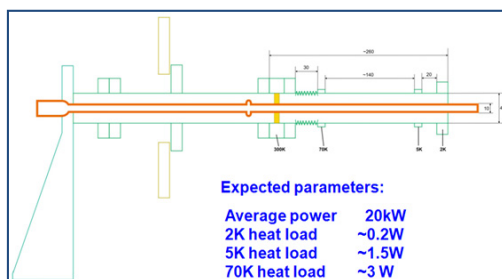 ~260
30
~140
20
10
300K
70K
5K
2K
Expected parameters:
Average power 20kW
2K heat load ~0.2W
5K heat load ~1.5W
70K heat load ~3 W